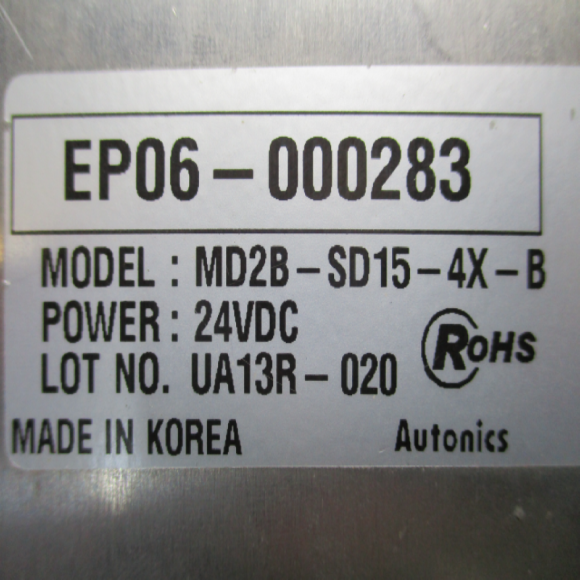 EP06-000283
MODEL : MD2B-SD15-4X-B
POWER : 24VDC
LOT NO. UA13R-020
RoHS
MADE IN KOREA
Autonics